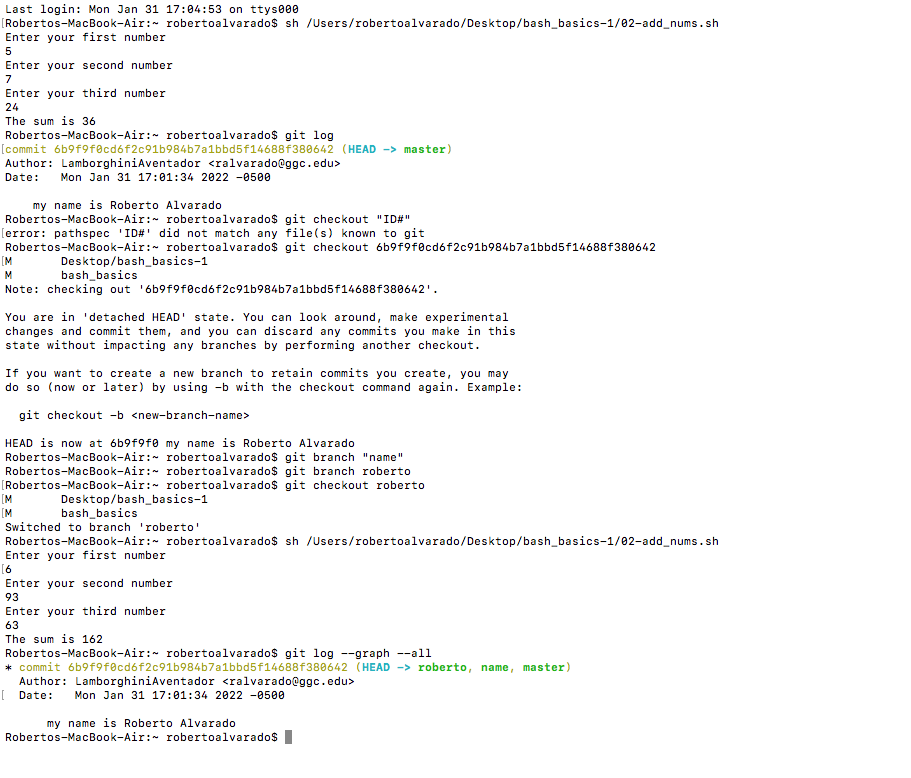 Last login: Mon Jan 31 17:04:53 on ttys000
[Robertos-MacBook-Air:~ robertoalvarado$ sh /Users/robertoalvarado/Desktop/bash_basics-1/02-add_nums.sh
Enter your first number
5
Enter your second number
7
Enter your third number
24
The sum is 36
Robertos-MacBook-Air:~ robertoalvarado$ git log
[commit 6b9f9f0cd6f2c91b984b7a1bbd5f14688f380642 (HEAD -> master)
Author: LamborghiniAventador <ralvarado@ggc.edu>
Date:   Mon Jan 31 17:01:34 2022 -0500

    my name is Roberto Alvarado
Robertos-MacBook-Air:~ robertoalvarado$ git checkout "ID#"
[error: pathspec 'ID#' did not match any file(s) known to git
Robertos-MacBook-Air:~ robertoalvarado$ git checkout 6b9f9f0cd6f2c91b984b7a1bbd5f14688f380642
[M       Desktop/bash_basics-1
M       bash_basics
Note: checking out '6b9f9f0cd6f2c91b984b7a1bbd5f14688f380642'.

You are in 'detached HEAD' state. You can look around, make experimental
changes and commit them, and you can discard any commits you make in this
state without impacting any branches by performing another checkout.

If you want to create a new branch to retain commits you create, you may
do so (now or later) by using -b with the checkout command again. Example:

  git checkout -b <new-branch-name>

HEAD is now at 6b9f9f0 my name is Roberto Alvarado
Robertos-MacBook-Air:~ robertoalvarado$ git branch "name"
Robertos-MacBook-Air:~ robertoalvarado$ git branch roberto
[Robertos-MacBook-Air:~ robertoalvarado$ git checkout roberto
[M       Desktop/bash_basics-1
[M       bash_basics
Switched to branch 'roberto'
Robertos-MacBook-Air:~ robertoalvarado$ sh /Users/robertoalvarado/Desktop/bash_basics-1/02-add_nums.sh
Enter your first number
[6
Enter your second number
93
Enter your third number
63
The sum is 162
Robertos-MacBook-Air:~ robertoalvarado$ git log --graph --all
* commit 6b9f9f0cd6f2c91b984b7a1bbd5f14688f380642 (HEAD -> roberto, name, master)
  Author: LamborghiniAventador <ralvarado@ggc.edu>
[ Date:   Mon Jan 31 17:01:34 2022 -0500

      my name is Roberto Alvarado
Robertos-MacBook-Air:~ robertoalvarado$